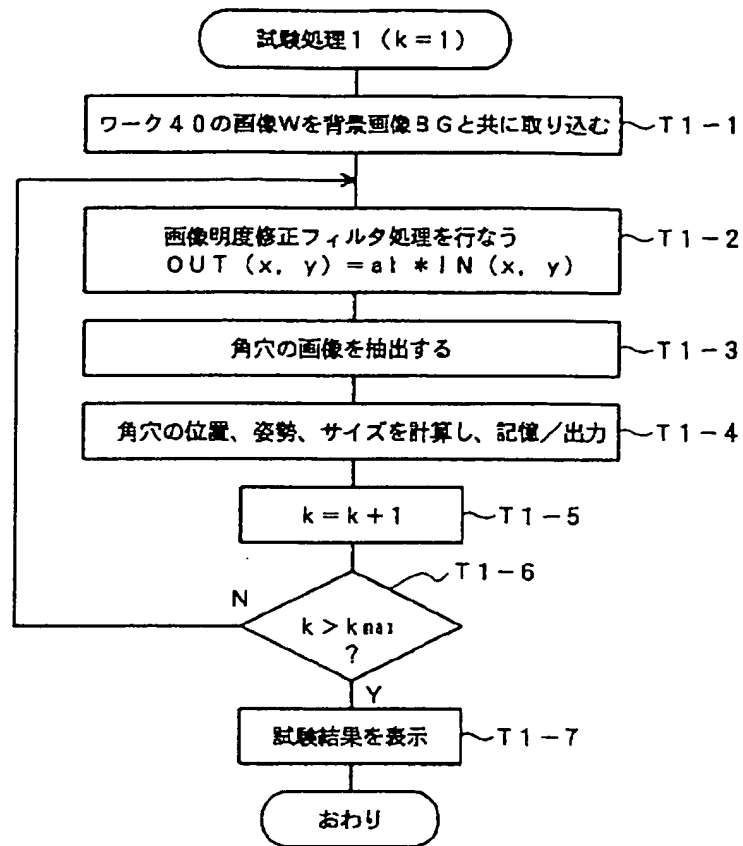 試験処理1 (k=1)
ワーク40の画像Wを背景画像BGと共に取り込む
T1-1
画像明度修正フィルタ処理を行なう
OUT (x, y) =al *IN (x, y)
T1-2
角穴の画像を抽出する
T1-3
角穴の位置、姿勢、サイズを計算し、記憶/出力
T1-4
k=k+1
T1-5
T1-6
N
k>kmax
?
Y
試験結果を表示
T1-7
おわり